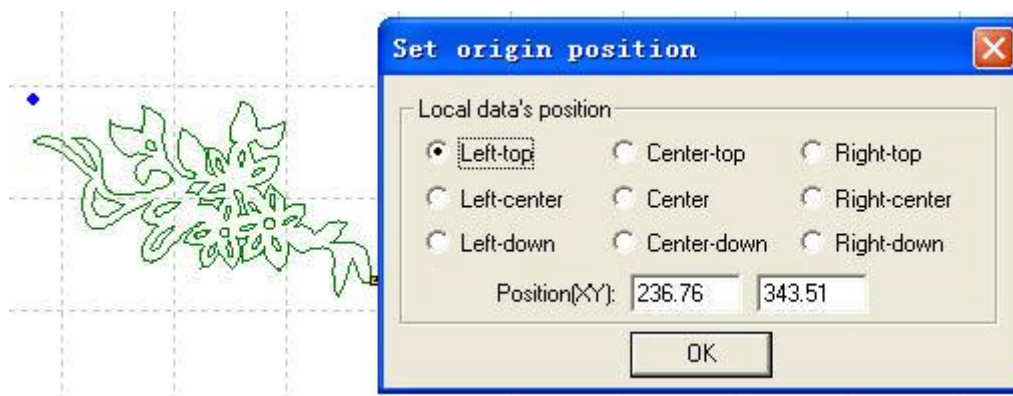 Set origin position
Local data's position
Left-top Center-top Right-top
Left-center Center Right-center
Left-down Center-down Right-down
Position(XY): 236.76 343.51
OK